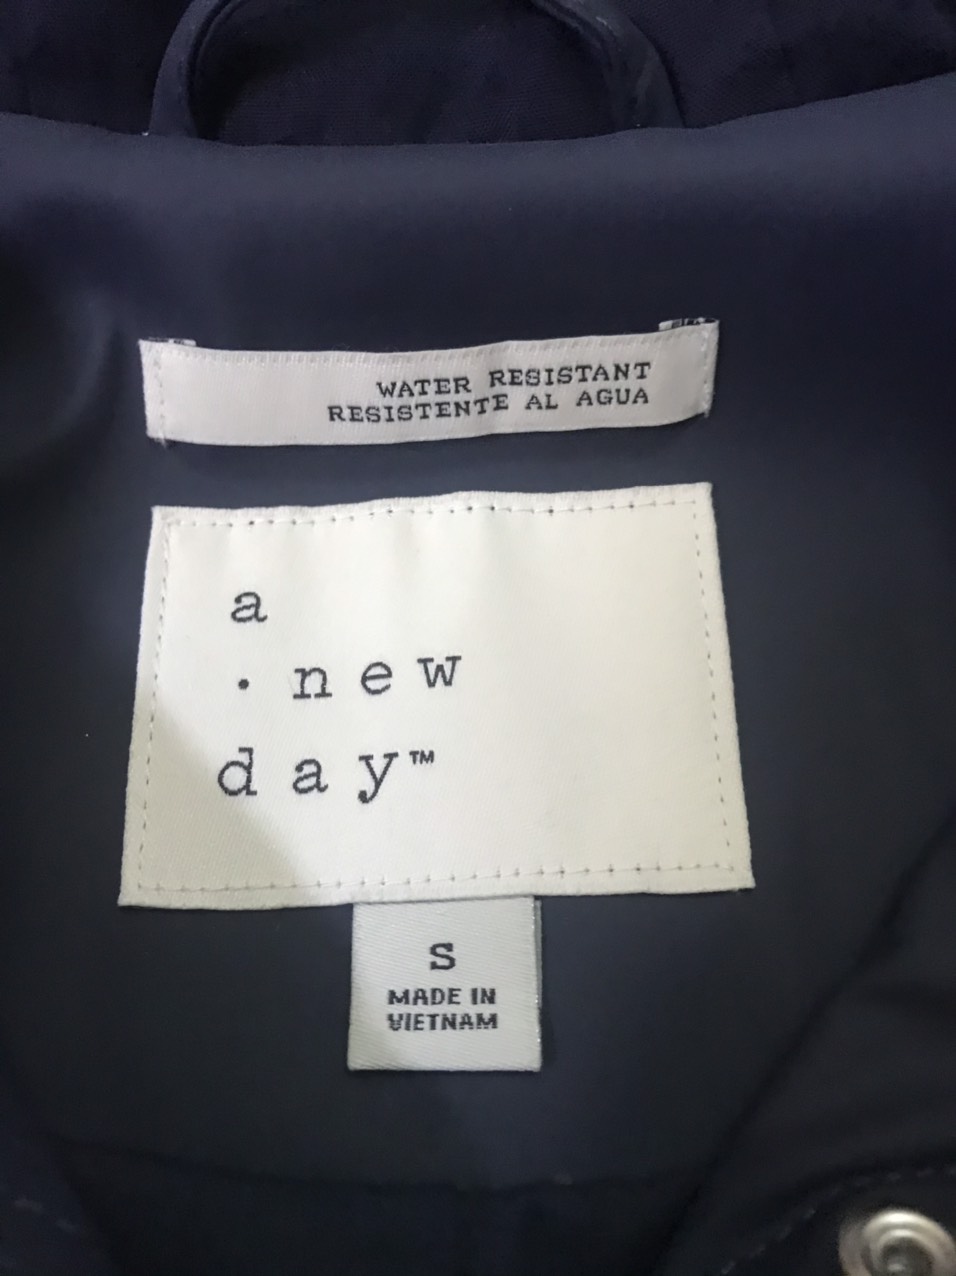 WATER RESISTANT
RESISTENTE AL AGUA
a
· new
day™
S
MADE IN
VIETNAM